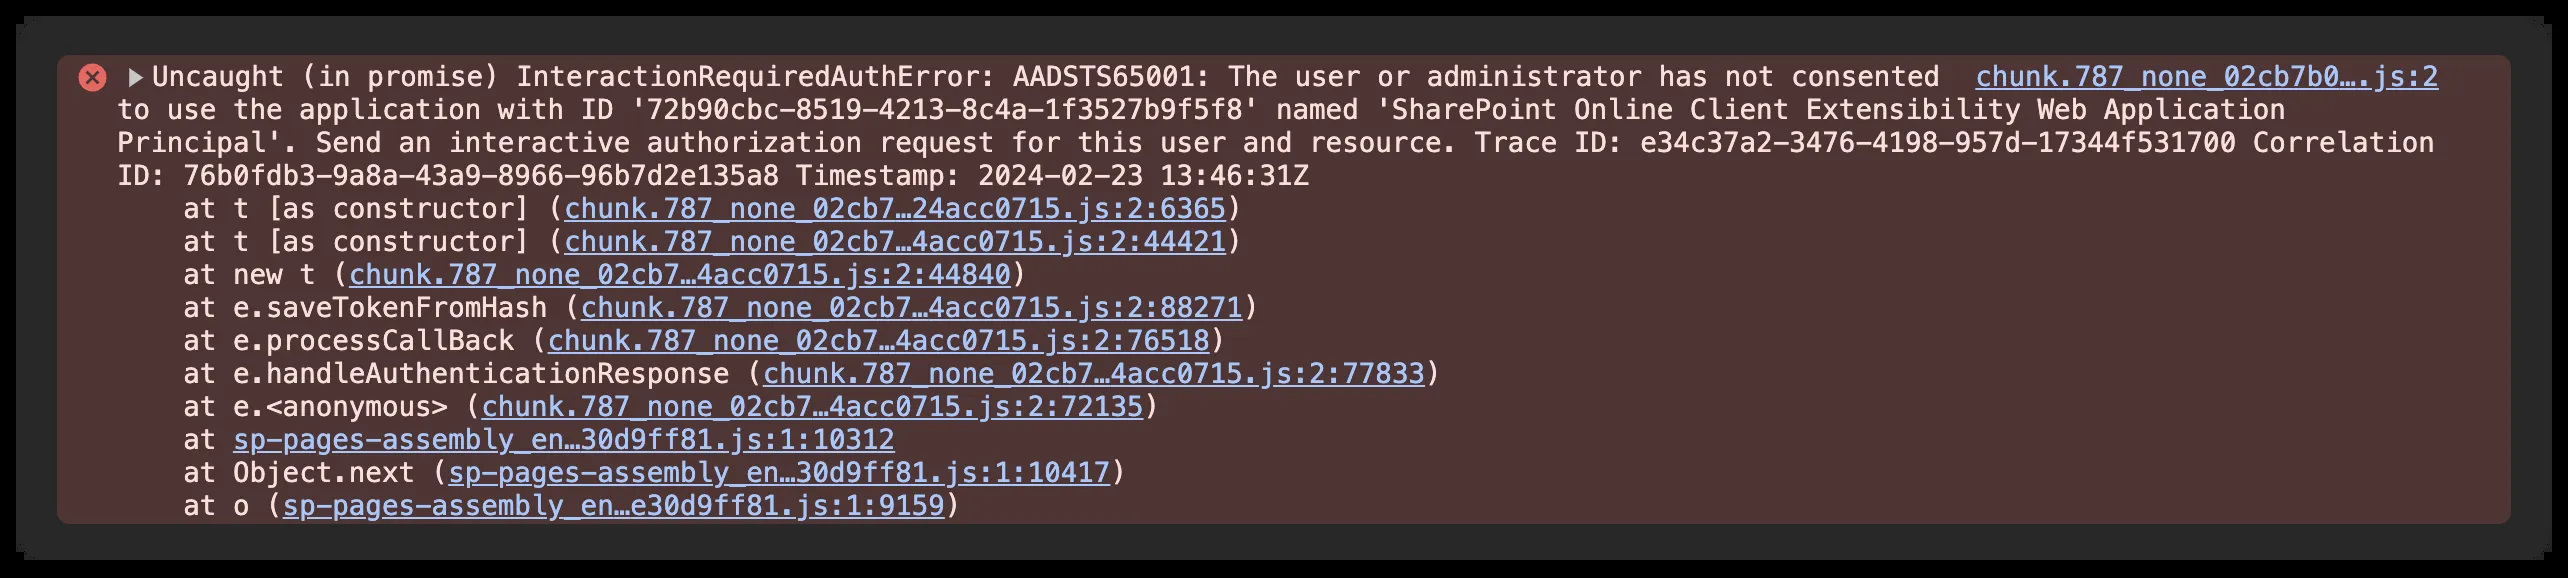 Uncaught (in promise) InteractionRequiredAuthError: AADSTS65001: The user or administrator has not consented chunk.787_none_02cb7b0….js:2
to use the application with ID '72b90cbc-8519-4213-8c4a-1f3527b9f5f8' named 'SharePoint Online Client Extensibility Web Application
Principal'. Send an interactive authorization request for this user and resource. Trace ID: e34c37a2-3476-4198-957d-17344f531700 Correlation
ID: 76b0fdb3-9a8a-43a9-8966-96b7d2e135a8 Timestamp: 2024-02-23 13:46:31Z
at t [as constructor] (chunk.787_none_02cb7…24acc0715.js:2:6365)
at t [as constructor] (chunk.787_none_02cb7…4acc0715.js:2:44421)
at new t (chunk.787_none_02cb7…4acc0715.js:2:44840)
at e.saveTokenFromHash (chunk.787_none_02cb7…4acc0715.js:2:88271)
at e.processCallBack (chunk.787_none_02cb7…4acc0715.js:2:76518)
at e.handleAuthenticationResponse (chunk.787_none_02cb7…4acc0715.js:2:77833)
at e.<anonymous> (chunk.787_none_02cb7…4acc0715.js:2:72135)
at sp-pages-assembly_en…30d9ff81.js:1:10312
at Object.next (sp-pages-assembly_en…30d9ff81.js:1:10417)
at o (sp-pages-assembly_en…e30d9ff81.js:1:9159)